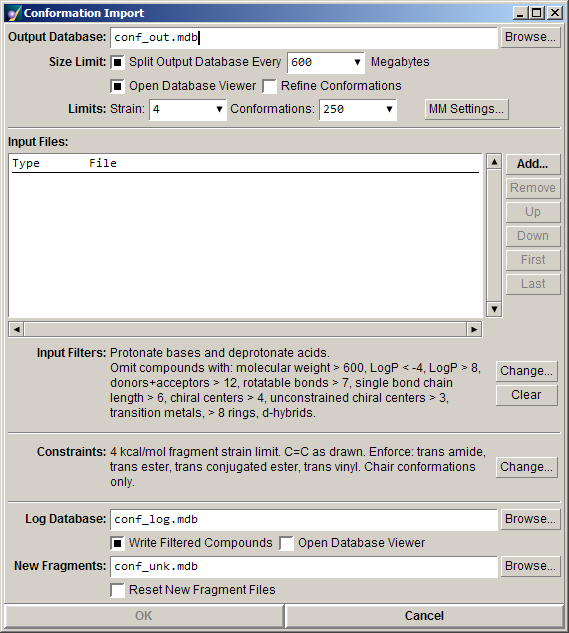 Conformation Import
Output Database: conf_out.mdb Browse...
Size Limit: Split Output Database Every 600 Megabytes
Open Database Viewer Refine Conformations
Limits: Strain: 4 Conformations: 250 MM Settings...
Input Files:
Type File
Add...
Remove
Up
Down
First
Last
Input Filters: Protonate bases and deprotonate acids.
Omit compounds with: molecular weight > 600, LogP < -4, LogP > 8,
donors+acceptors > 12, rotatable bonds > 7, single bond chain
length > 6, chiral centers > 4, unconstrained chiral centers > 3,
transition metals, > 8 rings, d-hybrids.
Change...
Clear
Constraints: 4 kcal/mol fragment strain limit. C=C as drawn. Enforce: trans amide,
trans ester, trans conjugated ester, trans vinyl. Chair conformations
only.
Change...
Log Database: conf_log.mdb Browse...
Write Filtered Compounds Open Database Viewer
New Fragments: conf_unk.mdb Browse...
Reset New Fragment Files
OK Cancel